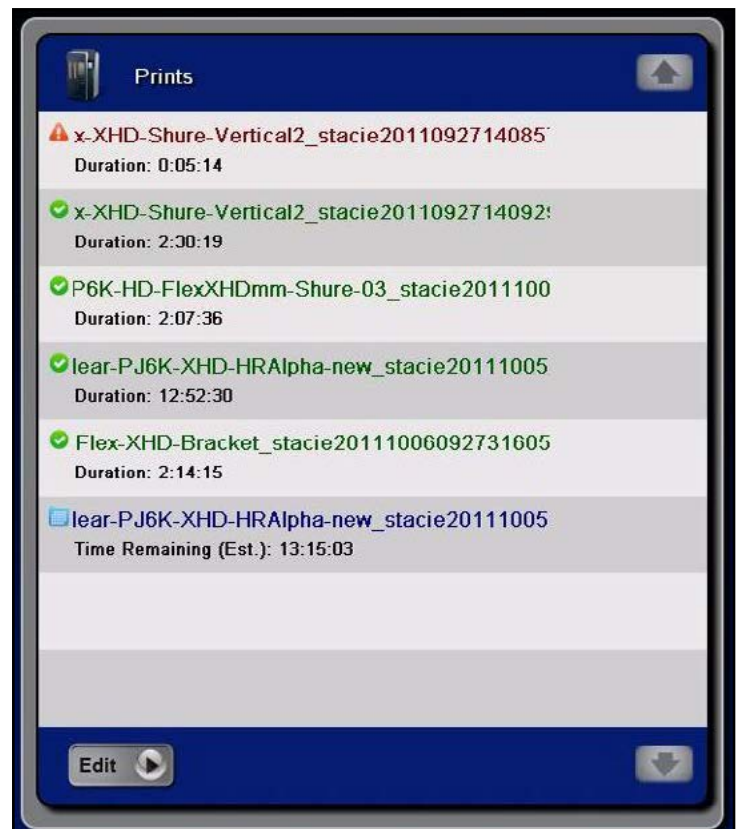 Prints
x-XHD-Shure-Vertical2_stacie2011092714085
Duration: 0:05:14
x-XHD-Shure-Vertical2_stacie201109271409
Duration: 2:30:19
P6K-HD-FlexXHDmm-Shure-03_stacie2011100
Duration: 2:07:36
lear-PJ6K-XHD-HRAlpha-new_stacie20111005
Duration: 12:52:30
Flex-XHD-Bracket_stacie20111006092731605
Duration: 2:14:15
lear-PJ6K-XHD-HRAlpha-new_stacie20111005
Time Remaining (Est.): 13:15:03
Edit